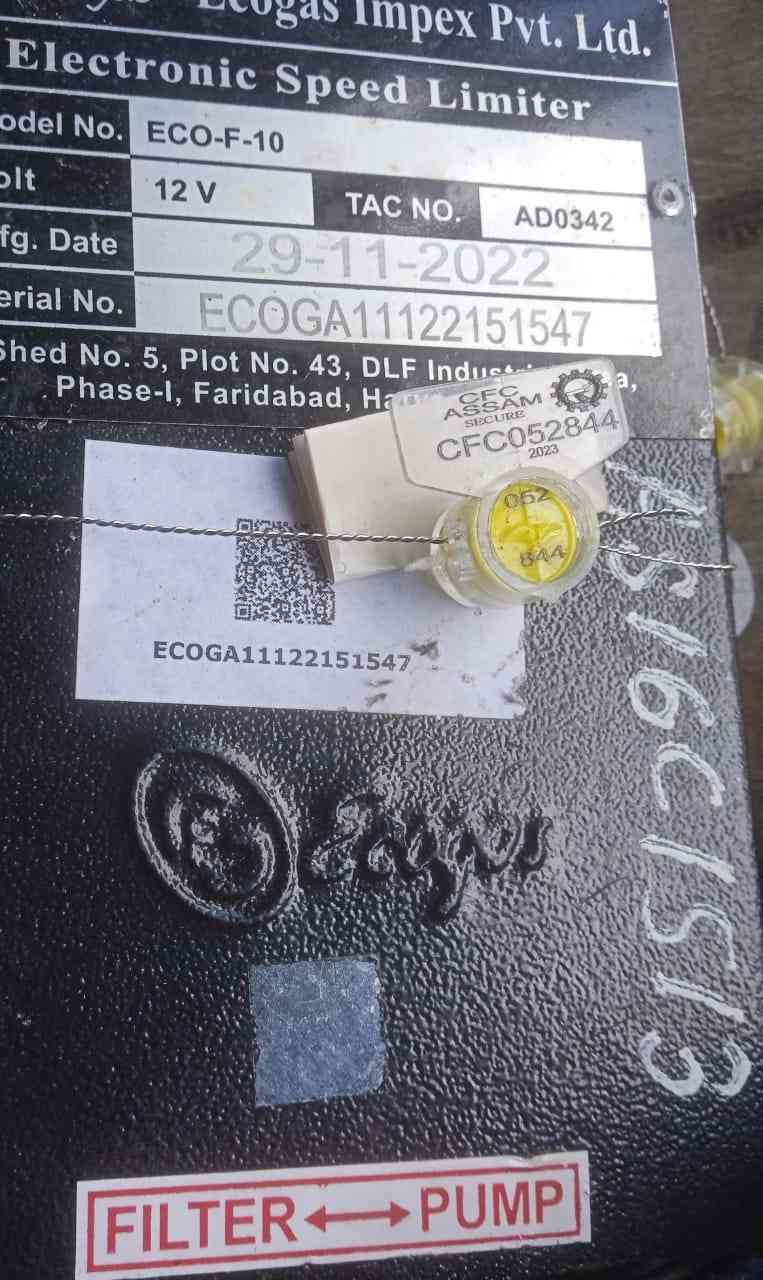 Ecogas Impex Pvt. Ltd.
Electronic Speed Limiter
odel No. ECO-F-10
olt 12 V TAC NO. AD0342
fg. Date 29-11-2022
erial No. ECOGA11122151547
Shed No. 5, Plot No. 43, DLF
Phase-I, Faridabad,
CFC
ASSAM
SECURE
CFC052844
2023
052
844
ECOGA11122151547
AS16C1513
Ecogas
FILTER ↔ PUMP